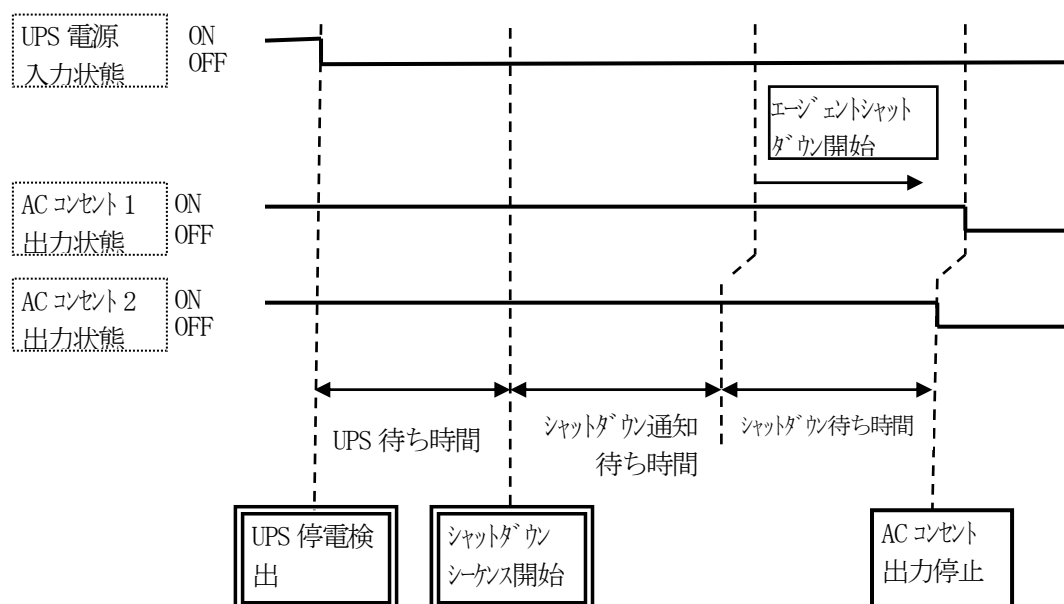 UPS 電源
入力状態
ON
OFF
エージェントシャット
ダウン開始
AC コンセント 1
出力状態
ON
OFF
AC コンセント 2
出力状態
ON
OFF
UPS 待ち時間
シャットダウン通知
待ち時間
シャットダウン待ち時間
UPS 停電検
出
シャットダウン
シーケンス開始
AC コンセント
出力停止